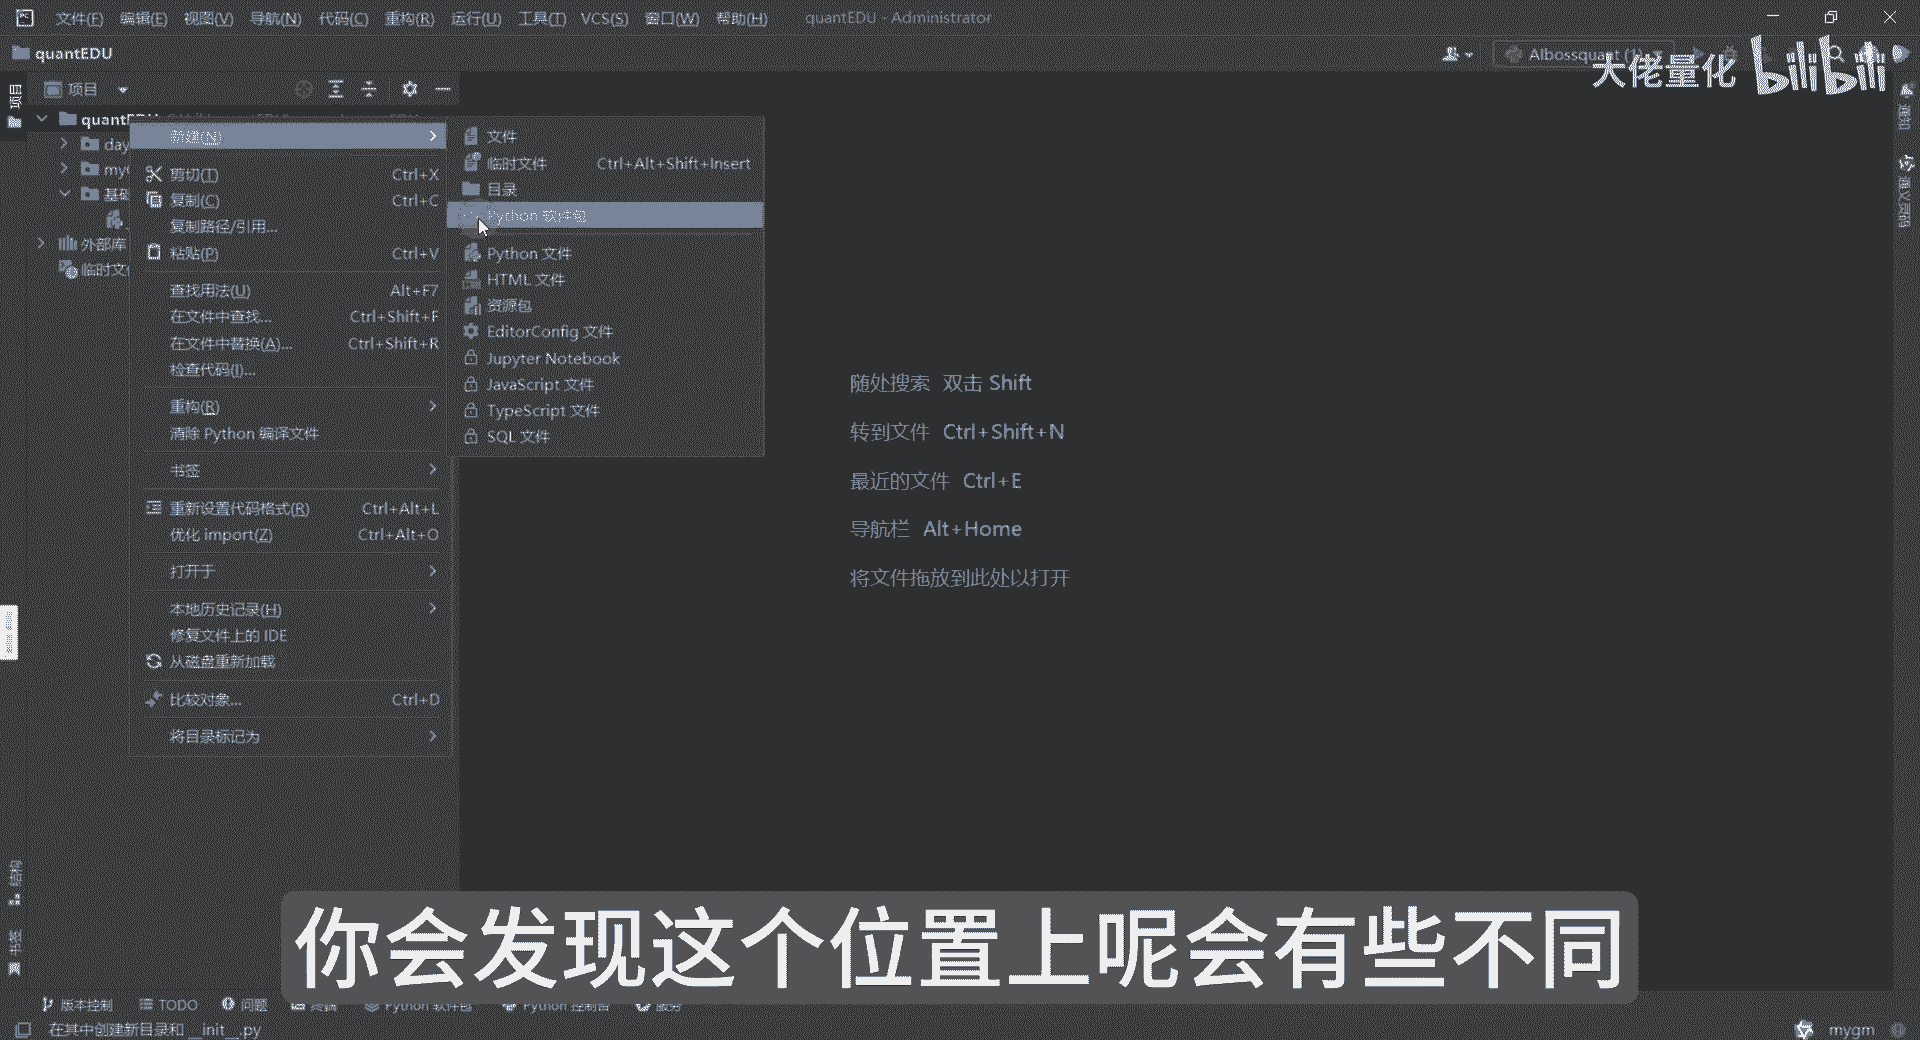 文件(F) 编辑(E) 视图(V) 导航(N) 代码(C) 重构(R) 运行(U) 工具(T) VCS(S) 窗口(W) 帮助(H) quantEDU - Administrator
quantEDU
Albossquant (1)
大佬量化 bilibili
项目
项目
quantEDU
新建(N)
day
基础
外部库
剪切(T) Ctrl+X
复制(C) Ctrl+C
复制路径/引用...
粘贴(P) Ctrl+V
查找用法(U) Alt+F7
在文件中查找... Ctrl+Shift+F
在文件中替换(A)... Ctrl+Shift+R
检查代码(I)...
重构(R)
清除 Python 编译文件
书签
重新设置代码格式(R) Ctrl+Alt+L
优化 import(Z) Ctrl+Alt+O
打开于
本地历史记录(H)
修复文件上的 IDE
从磁盘重新加载
比较对象... Ctrl+D
将目录标记为
文件
临时文件 Ctrl+Alt+Shift+Insert
目录
Python 软件包
Python 文件
HTML 文件
资源包
EditorConfig 文件
Jupyter Notebook
JavaScript 文件
TypeScript 文件
SQL 文件
随处搜索 双击 Shift
转到文件 Ctrl+Shift+N
最近的文件 Ctrl+E
导航栏 Alt+Home
将文件拖放到此处以打开
通知
通义灵码
结构
书签
你会发现这个位置上呢会有些不同
版本控制 TODO 问题 终端 Python 软件包 Python 控制台 服务
在其中创建新目录和 __init__.py
mygm